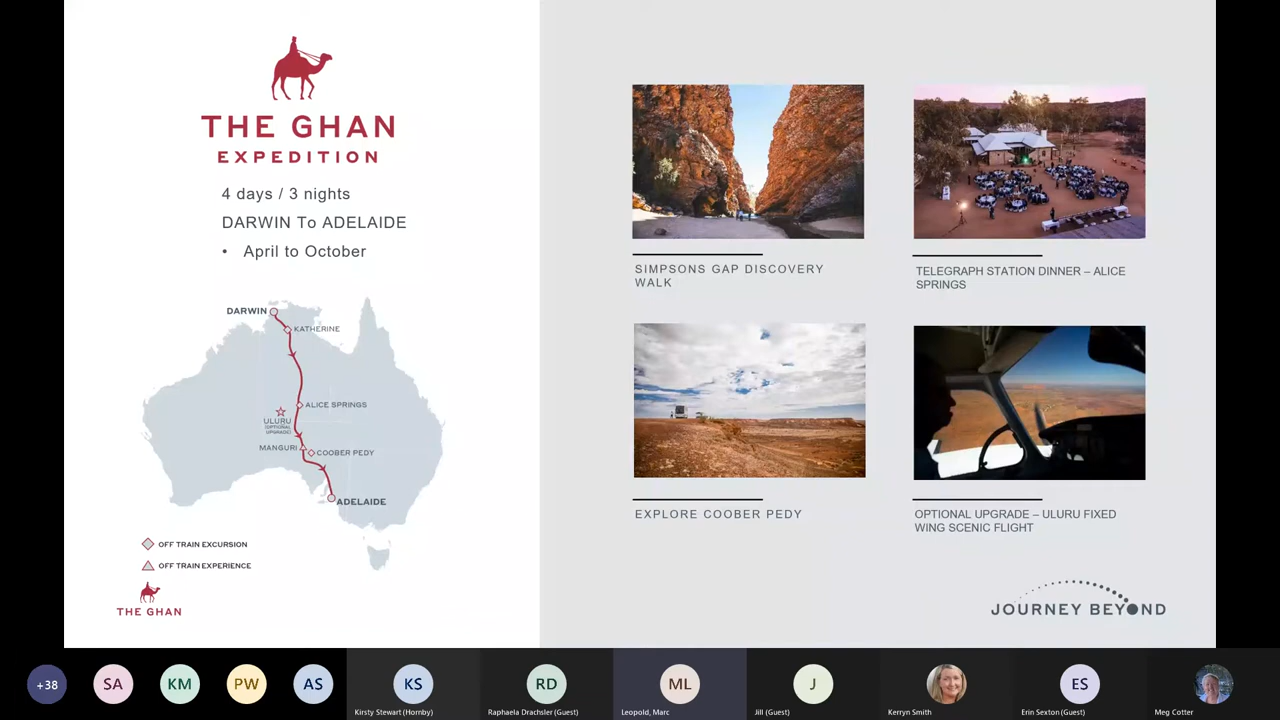 THE GHAN
EXPEDITION
4 days / 3 nights
DARWIN To ADELAIDE
• April to October
DARWIN
KATHERINE
ALICE SPRINGS
ULURU
(OPTIONAL
UPGRADE)
MANGURI
COOBER PEDY
ADELAIDE
OFF TRAIN EXCURSION
OFF TRAIN EXPERIENCE
THE GHAN
SIMPSONS GAP DISCOVERY
WALK
TELEGRAPH STATION DINNER – ALICE
SPRINGS
EXPLORE COOBER PEDY
OPTIONAL UPGRADE – ULURU FIXED
WING SCENIC FLIGHT
JOURNEY BEYOND
+38
SA
KM
PW
AS
KS
Kirsty Stewart (Hornby)
RD
Raphaela Drachsler (Guest)
ML
Leopold, Marc
J
Jill (Guest)
Kerryn Smith
ES
Erin Sexton (Guest)
Meg Cotter